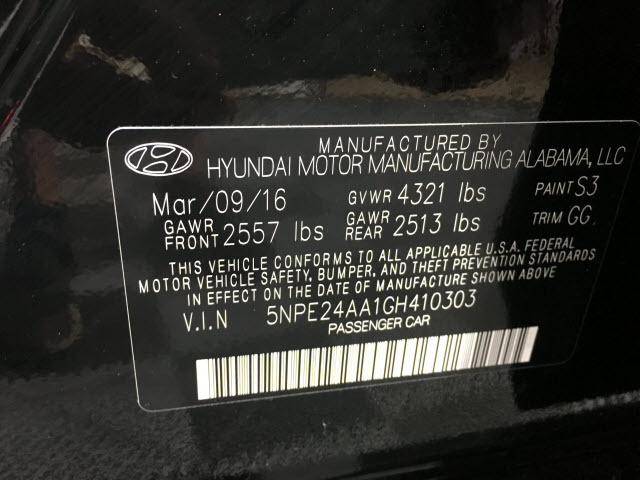 MANUFACTURED BY
HYUNDAI MOTOR MANUFACTURING ALABAMA, LLC
Mar/09/16 GVWR 4321 lbs PAINT S3
GAWR FRONT 2557 lbs GAWR REAR 2513 lbs TRIM GG
THIS VEHICLE CONFORMS TO ALL APPLICABLE U.S.A. FEDERAL
MOTOR VEHICLE SAFETY, BUMPER, AND THEFT PREVENTION STANDARDS
IN EFFECT ON THE DATE OF MANUFACTURE SHOWN ABOVE
V.I.N 5NPE24AA1GH410303
PASSENGER CAR